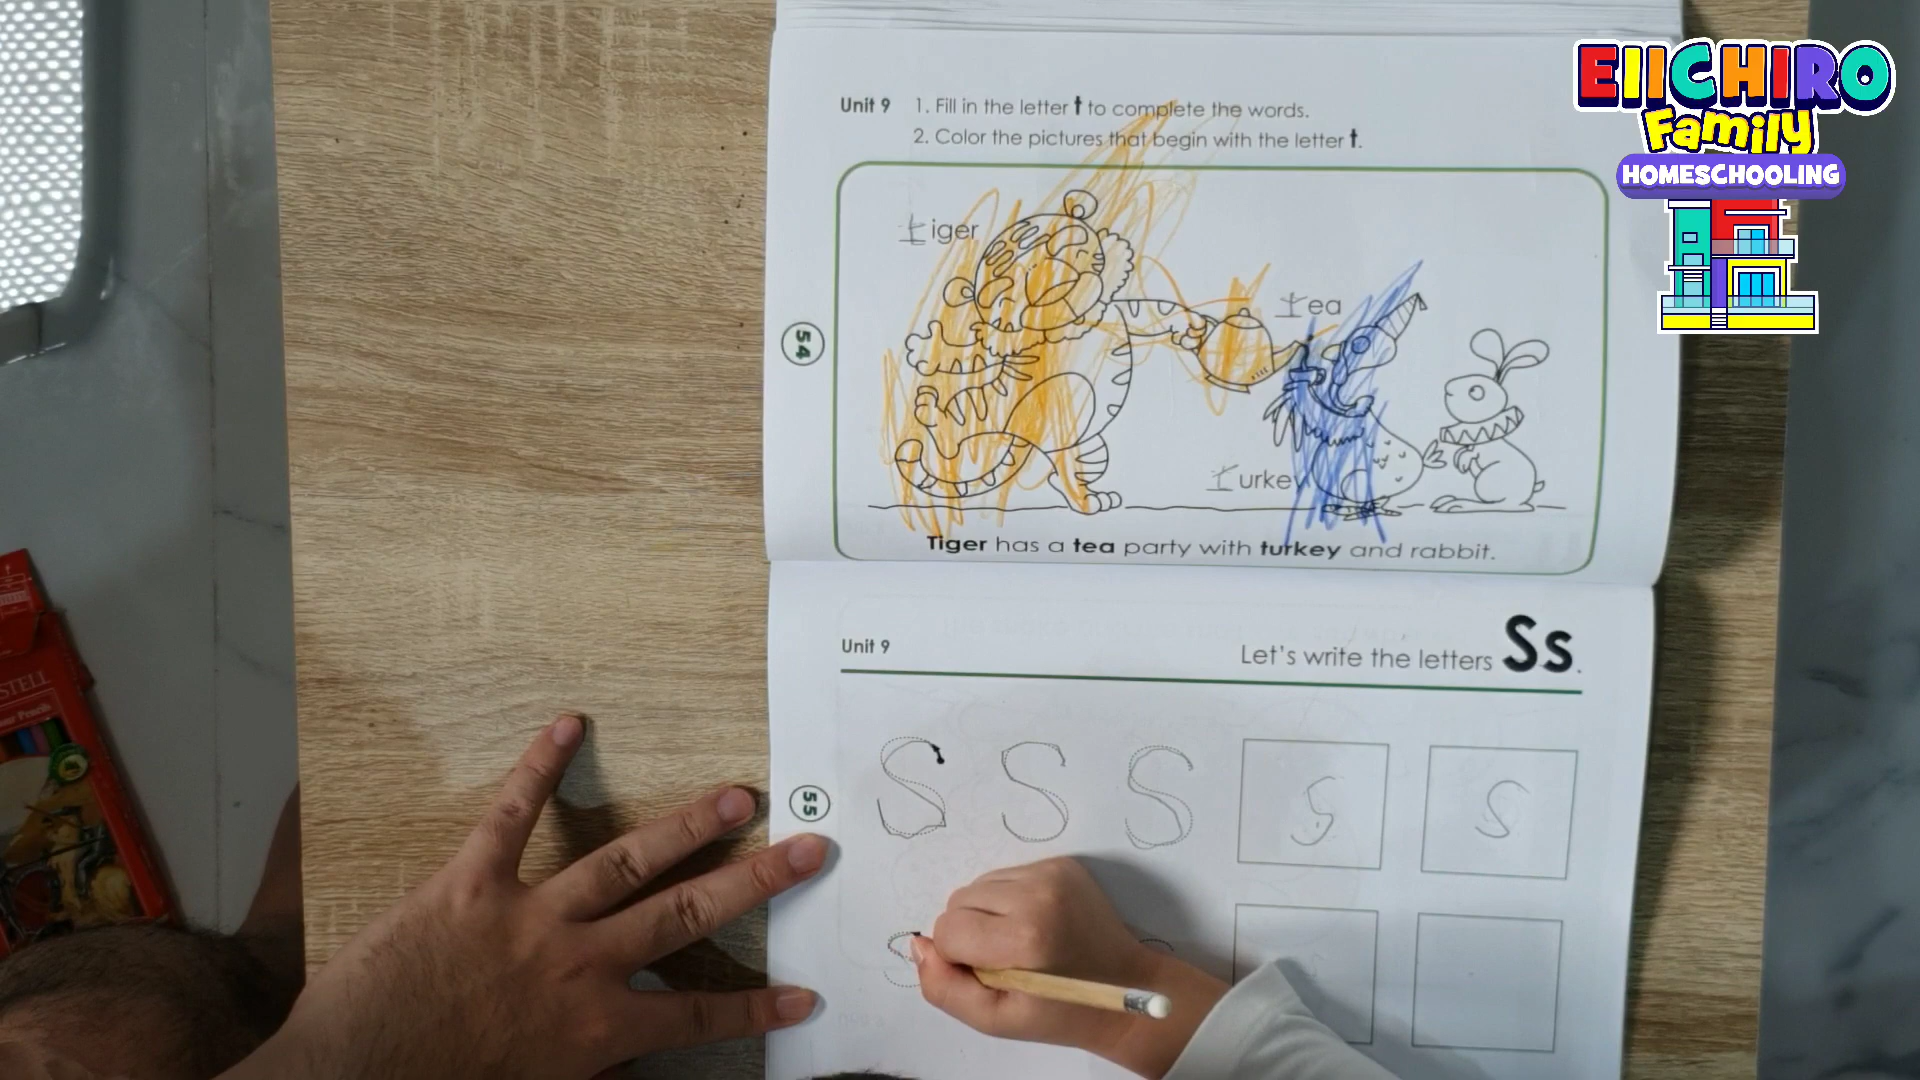 EIICHIRO
Family
HOMESCHOOLING
Unit 9 1. Fill in the letter t to complete the words.
2. Color the pictures that begin with the letter t.
tiger
tea
turkey
Tiger has a tea party with turkey and rabbit.
54
Unit 9
Let's write the letters Ss.
S S S S S
55
s